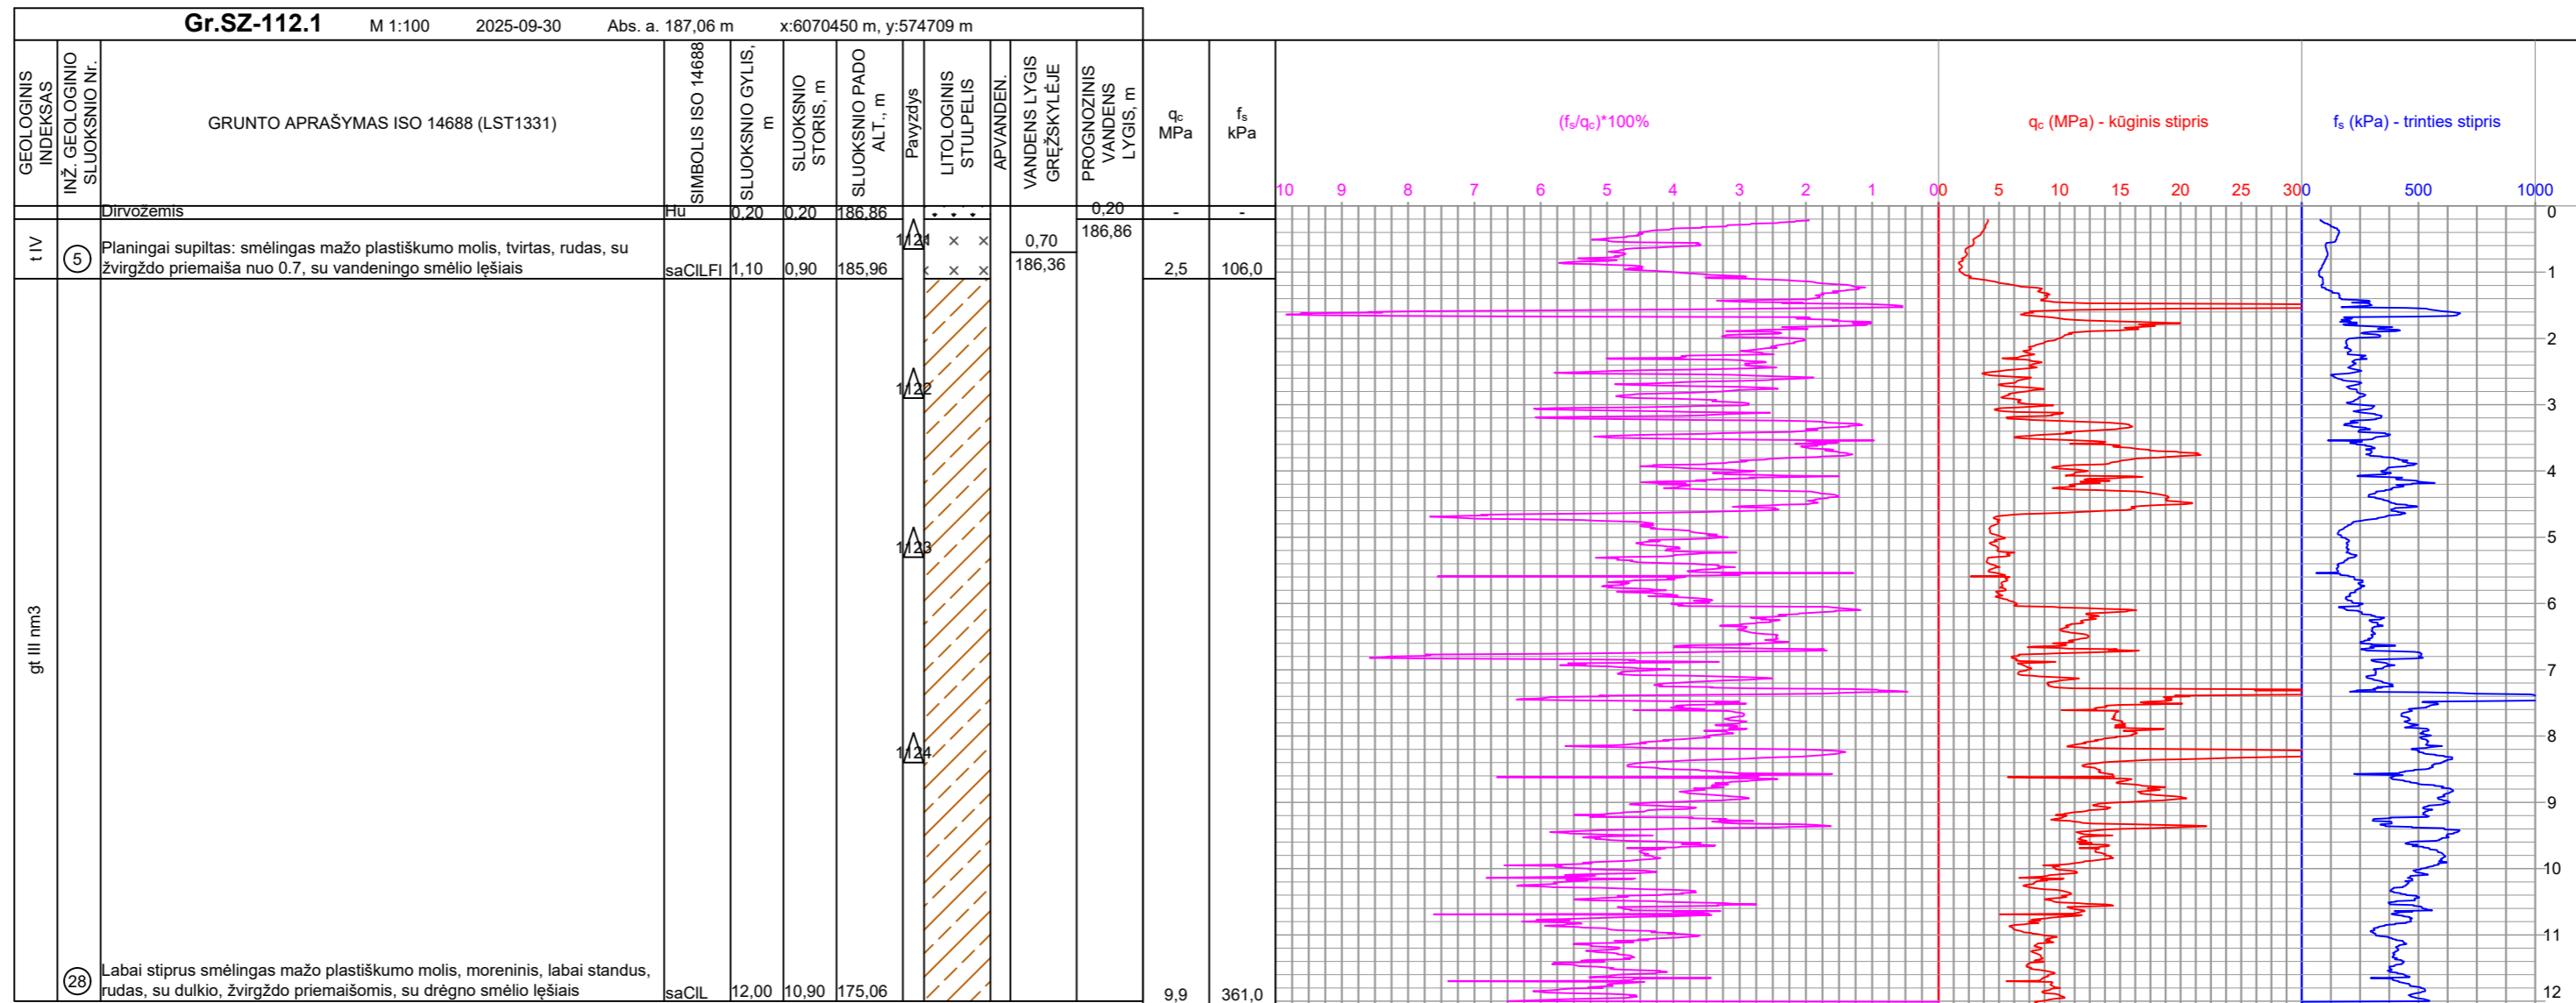 Gr.SZ-112.1 M 1:100 2025-09-30 Abs. a. 187,06 m x:6070450 m, y:574709 m
GEOLOGINIS
INDEKSAS
INŽ. GEOLOGINIO
SLUOKSNIO Nr.
GRUNTO APRAŠYMAS ISO 14688 (LST1331)
SIMBOLIS ISO 14688
SLUOKSNIO GYLIS,
m
SLUOKSNIO
STORIS, m
SLUOKSNIO PADO
ALT., m
Pavyzdys
LITOLOGINIS
STULPELIS
APVANDEN.
VANDENS LYGIS
GRĘŽSKYLĖJE
PROGNOZINIS
VANDENS
LYGIS, m
qc
MPa
fs
kPa
(fs/qc)*100%
qc (MPa) - kūginis stipris
fs (kPa) - trinties stipris
10 9 8 7 6 5 4 3 2 1 0
0 5 10 15 20 25 30
0 500 1000
Dirvožemis Hu 0,20 0,20 186,86 0,20 - -
186,86
t IV
5
Planingai supiltas: smėlingas mažo plastiškumo molis, tvirtas, rudas, su
žvirgždo priemaiša nuo 0.7, su vandeningo smėlio lęšiais
saClLFl 1,10 0,90 185,96
1121
0,70
186,36
2,5 106,0
1122
1123
1124
gt III nm3
28
Labai stiprus smėlingas mažo plastiškumo molis, moreninis, labai standus,
rudas, su dulkio, žvirgždo priemaišomis, su drėgno smėlio lęšiais
saClL 12,00 10,90 175,06 9,9 361,0
0
1
2
3
4
5
6
7
8
9
10
11
12